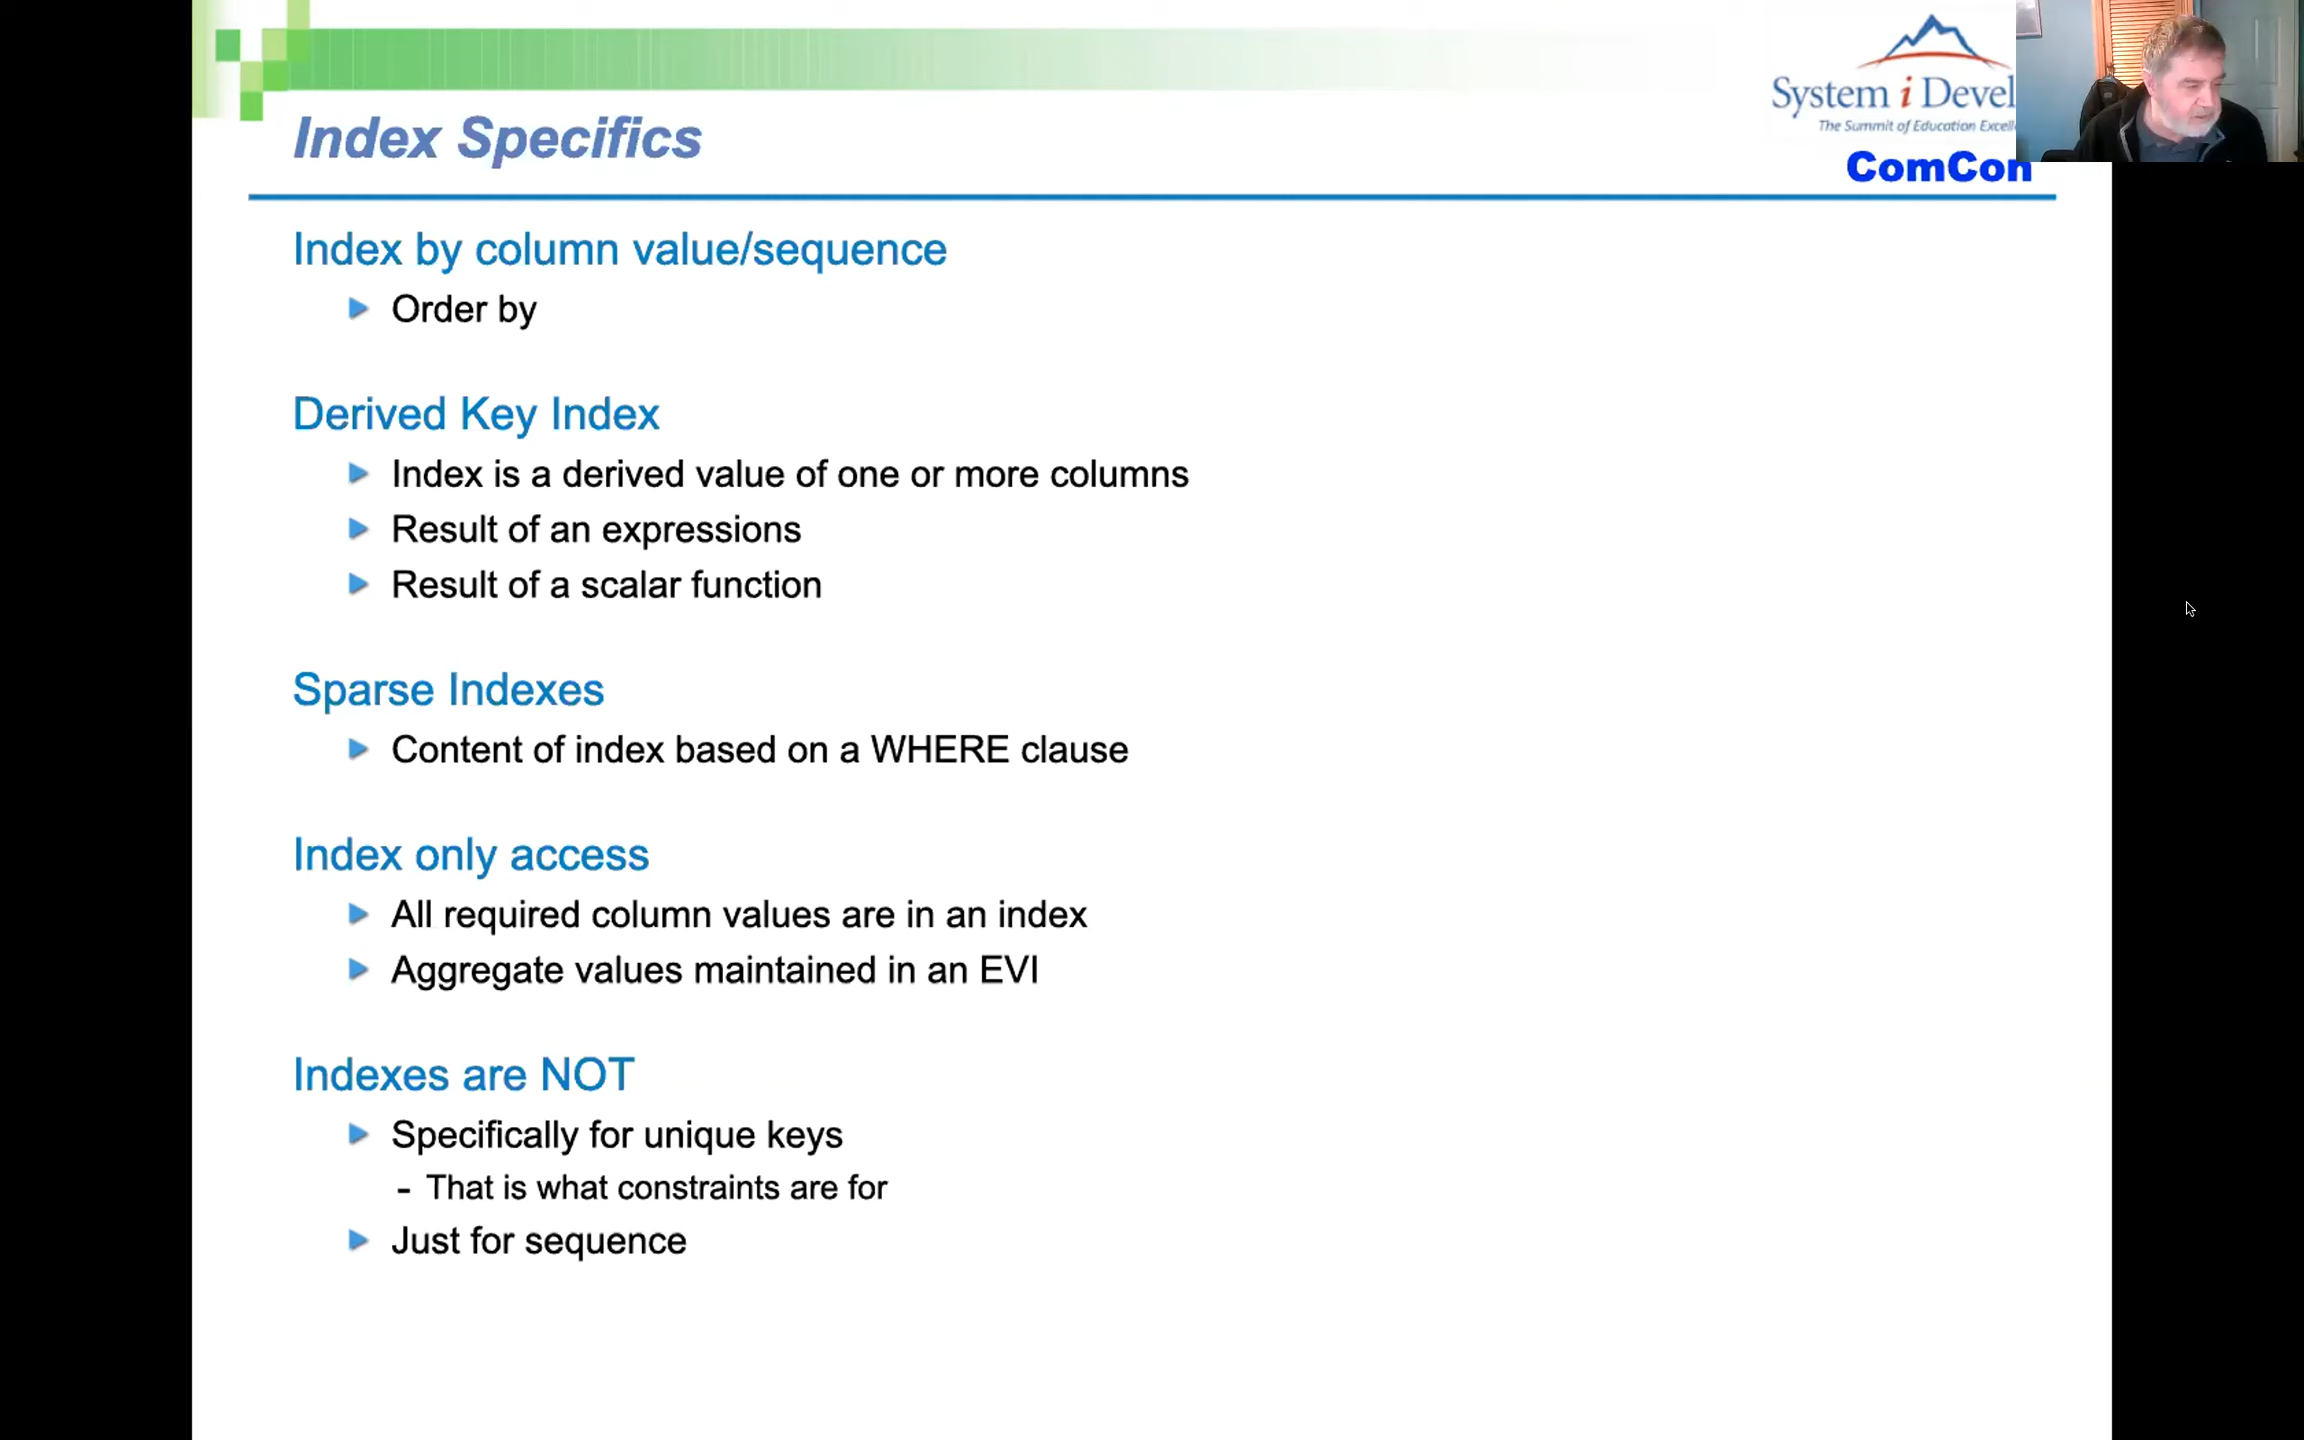 System i Devel
The Summit of Education Excell
ComCon
Index Specifics
Index by column value/sequence
Order by
Derived Key Index
Index is a derived value of one or more columns
Result of an expressions
Result of a scalar function
Sparse Indexes
Content of index based on a WHERE clause
Index only access
All required column values are in an index
Aggregate values maintained in an EVI
Indexes are NOT
Specifically for unique keys
- That is what constraints are for
Just for sequence